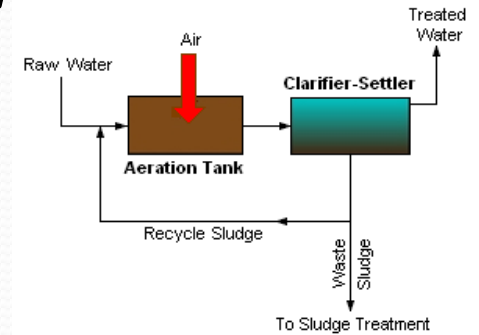 Treated
Water
Air
Raw Water
Clarifier-Settler
Aeration Tank
Recycle Sludge
Waste
Sludge
To Sludge Treatment